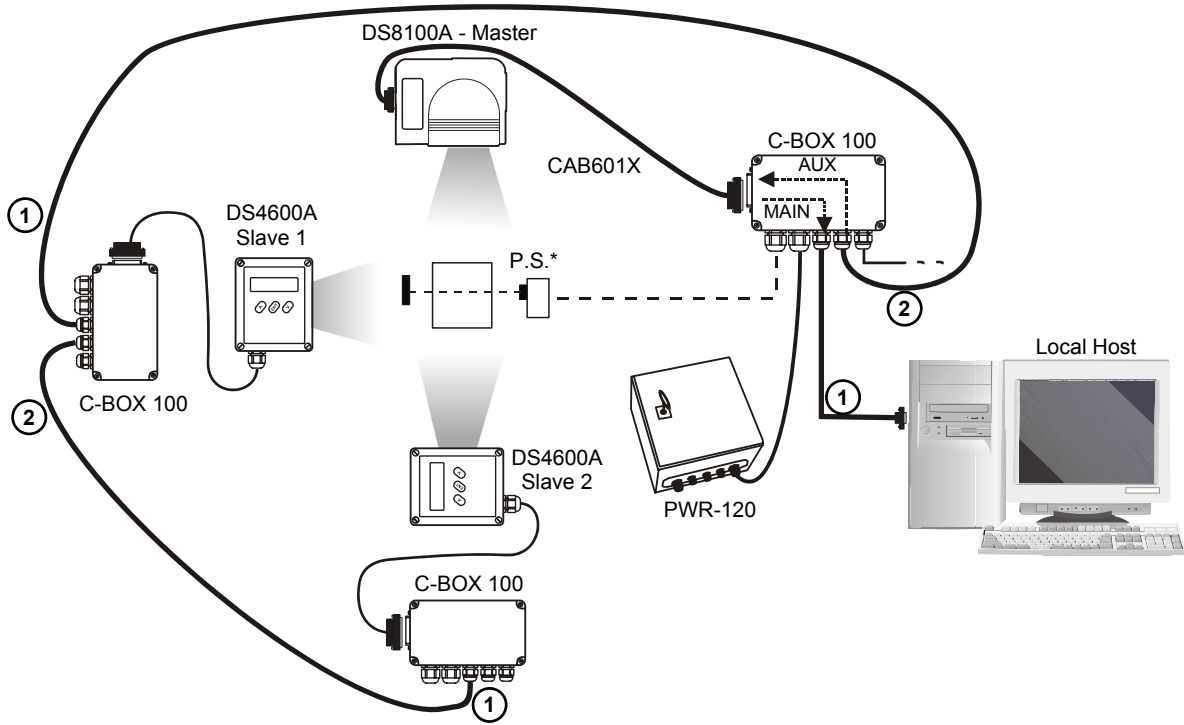 DS8100A - Master
C-BOX 100
AUX
MAIN
CAB601X
1
DS4600A
Slave 1
P.S.*
2
Local Host
C-BOX 100
1
2
DS4600A
Slave 2
PWR-120
C-BOX 100
1